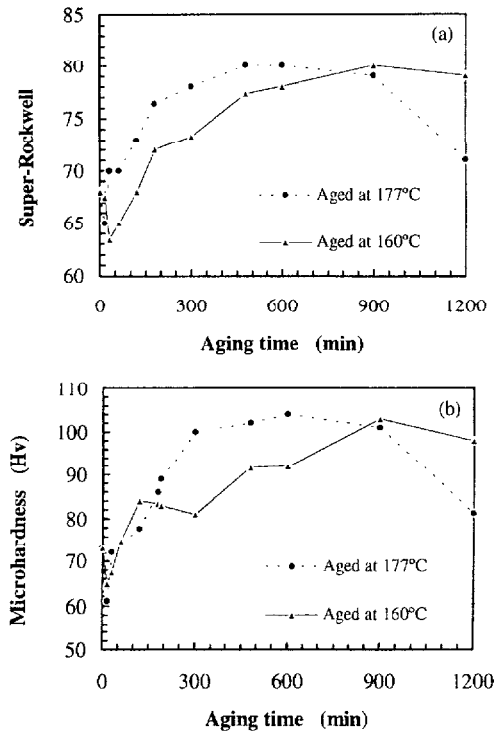 85
(a)
80
75
70
65
60
Super-Rockwell
Aged at 177°C
Aged at 160°C
0
300
600
900
1200
Aging time (min)
110
(b)
100
90
80
70
60
50
Microhardness (Hv)
Aged at 177°C
Aged at 160°C
0
300
600
900
1200
Aging time (min)